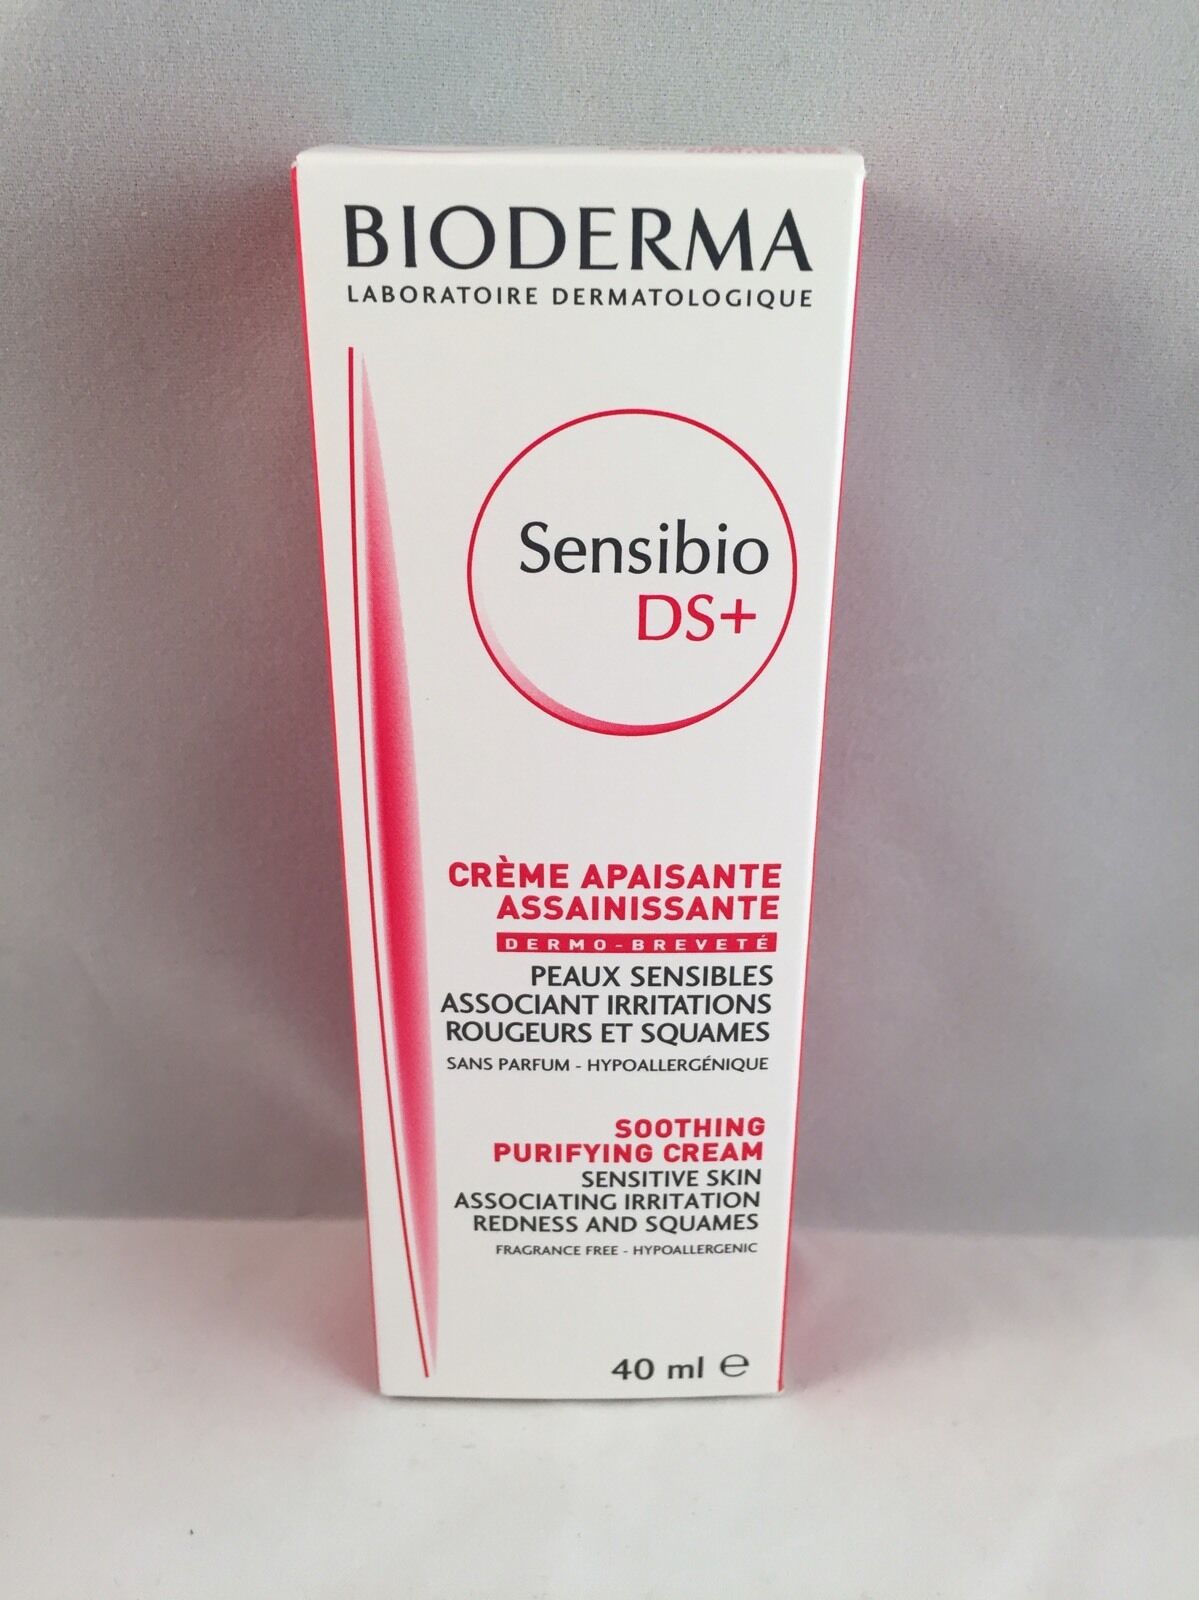 BIODERMA
LABORATOIRE DERMATOLOGIQUE
Sensibio
DS+
CRÈME APAISANTE
ASSAINISSANTE
DERMO-BREVETÉ
PEAUX SENSIBLES
ASSOCIANT IRRITATIONS
ROUGEURS ET SQUAMES
SANS PARFUM - HYPOALLERGÉNIQUE
SOOTHING
PURIFYING CREAM
SENSITIVE SKIN
ASSOCIATING IRRITATION
REDNESS AND SQUAMES
FRAGRANCE FREE - HYPOALLERGENIC
40 ml e